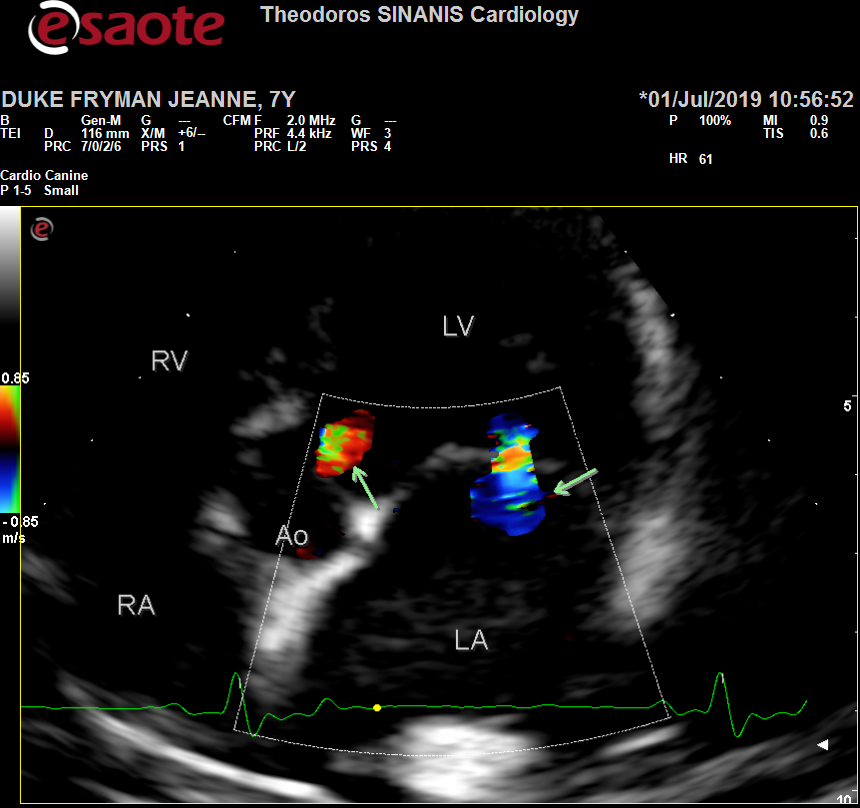 esaote
Theodoros SINANIS Cardiology
DUKE FRYMAN JEANNE, 7Y *01/Jul/2019 10:56:52
B Gen-M G --- CFM F 2.0 MHz G --- P 100% MI 0.9
TEI D 116 mm X/M +6/-- PRF 4.4 kHz WF 3 TIS 0.6
PRC 7/0/2/6 PRS 1 PRC L/2 PRS 4
HR 61
Cardio Canine
P 1-5 Small
e
LV
RV
0.85
5
- 0.85
m/s
Ao
RA
LA
10